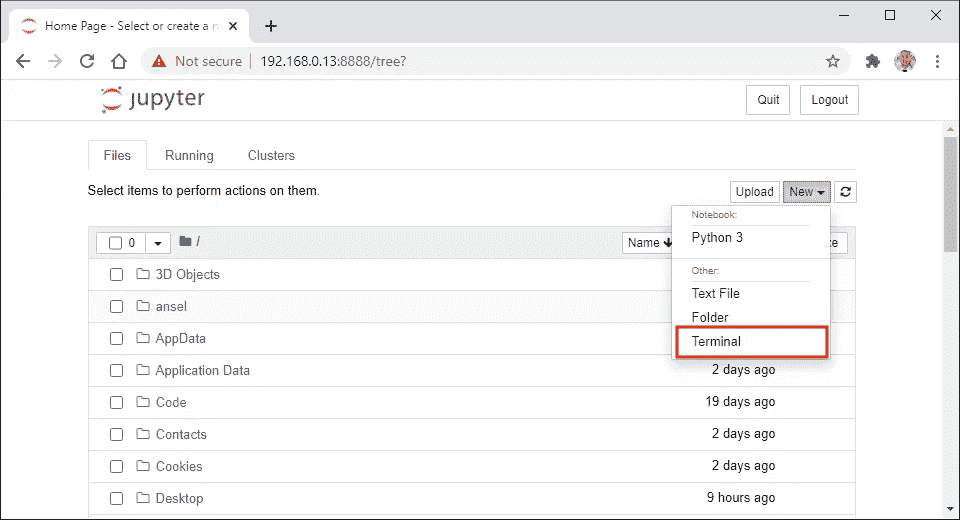 Home Page - Select or create a n
Not secure 192.168.0.13:8888/tree?
jupyter Quit Logout
Files Running Clusters
Select items to perform actions on them. Upload New
0 / Name ze
Notebook:
Python 3
Other:
Text File
Folder
Terminal
3D Objects
ansel
AppData
Application Data 2 days ago
Code 19 days ago
Contacts 2 days ago
Cookies 2 days ago
Desktop 9 hours ago